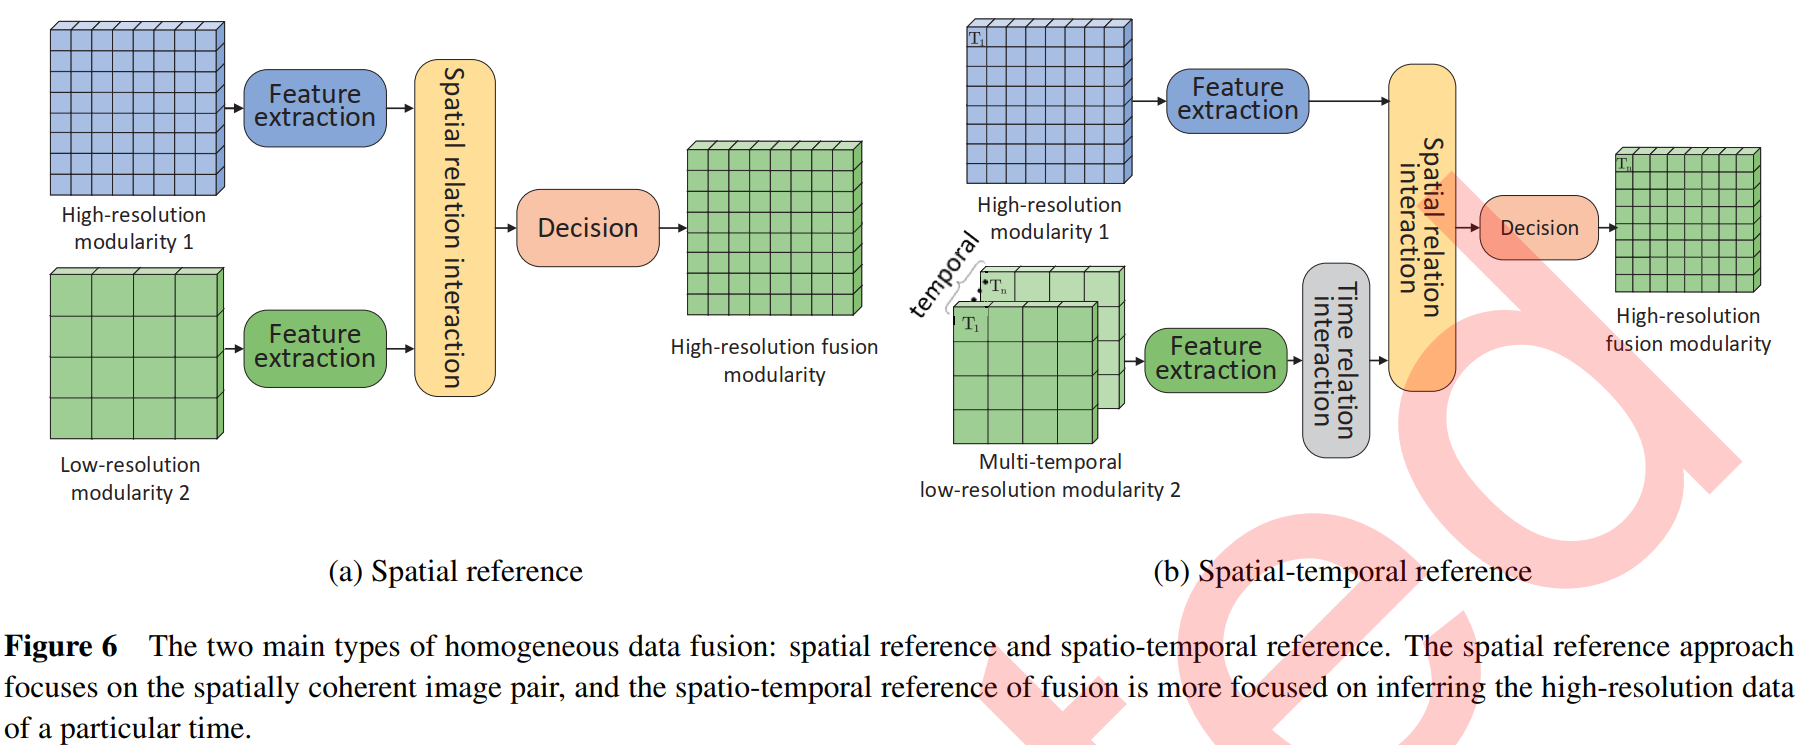 Feature
extraction
Spatial relation interaction
High-resolution
modularity 1
Decision
Feature
extraction
High-resolution fusion
modularity
Low-resolution
modularity 2
(a) Spatial reference
T1
Feature
extraction
Spatial relation
interaction
Tn
High-resolution
modularity 1
Decision
temporal
Tn
T1
Feature
extraction
Time relation
interaction
High-resolution
fusion modularity
Multi-temporal
low-resolution modularity 2
(b) Spatial-temporal reference
Figure 6 The two main types of homogeneous data fusion: spatial reference and spatio-temporal reference. The spatial reference approach
focuses on the spatially coherent image pair, and the spatio-temporal reference of fusion is more focused on inferring the high-resolution data
of a particular time.